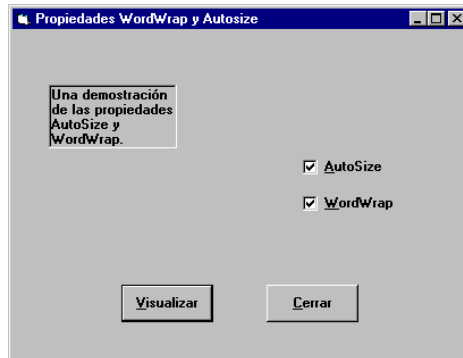 Propiedades WordWrap y Autosize
Una demostración
de las propiedades
AutoSize y
WordWrap.
AutoSize
WordWrap
Visualizar
Cerrar